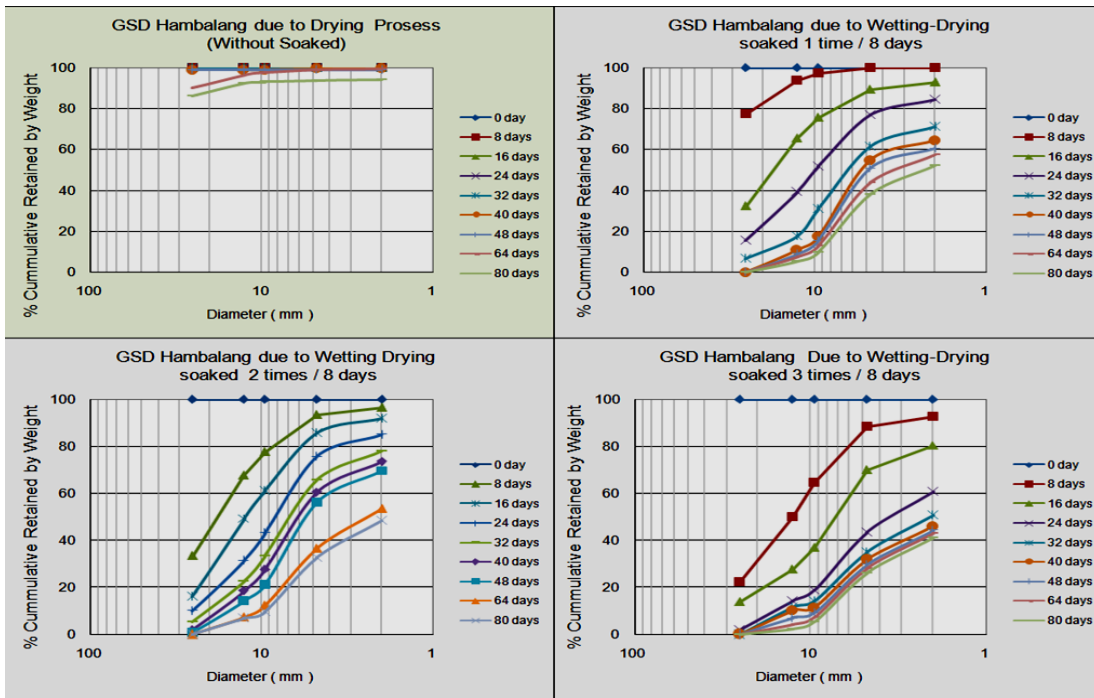 GSD Hambalang due to Drying Prosess
(Without Soaked)
% Cummulative Retained by Weight
100
80
60
40
20
0
100
10
1
Diameter ( mm )
0 day
8 days
16 days
24 days
32 days
40 days
48 days
64 days
80 days
GSD Hambalang due to Wetting-Drying
soaked 1 time / 8 days
% Cummulative Retained by Weight
100
80
60
40
20
0
100
10
1
Diameter ( mm )
0 day
8 days
16 days
24 days
32 days
40 days
48 days
64 days
80 days
GSD Hambalang due to Wetting Drying
soaked 2 times / 8 days
% Cummulative Retained by Weight
100
80
60
40
20
0
100
10
1
Diameter ( mm )
0 day
8 days
16 days
24 days
32 days
40 days
48 days
64 days
80 days
GSD Hambalang Due to Wetting-Drying
soaked 3 times / 8 days
% Cummulative Retained by Weight
100
80
60
40
20
0
100
10
1
Diameter ( mm )
0 day
8 days
16 days
24 days
32 days
40 days
48 days
64 days
80 days